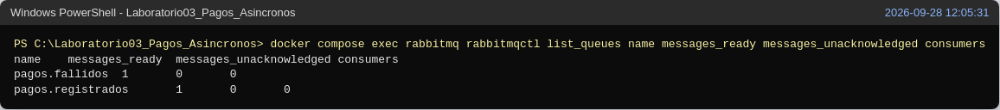 Windows PowerShell - Laboratorio03_Pagos_Asincronos 2026-09-28 12:05:31
PS C:\Laboratorio03_Pagos_Asincronos> docker compose exec rabbitmq rabbitmqctl list_queues name messages_ready messages_unacknowledged consumers
name    messages_ready  messages_unacknowledged consumers
pagos.fallidos  1       0       0
pagos.registrados       1       0       0